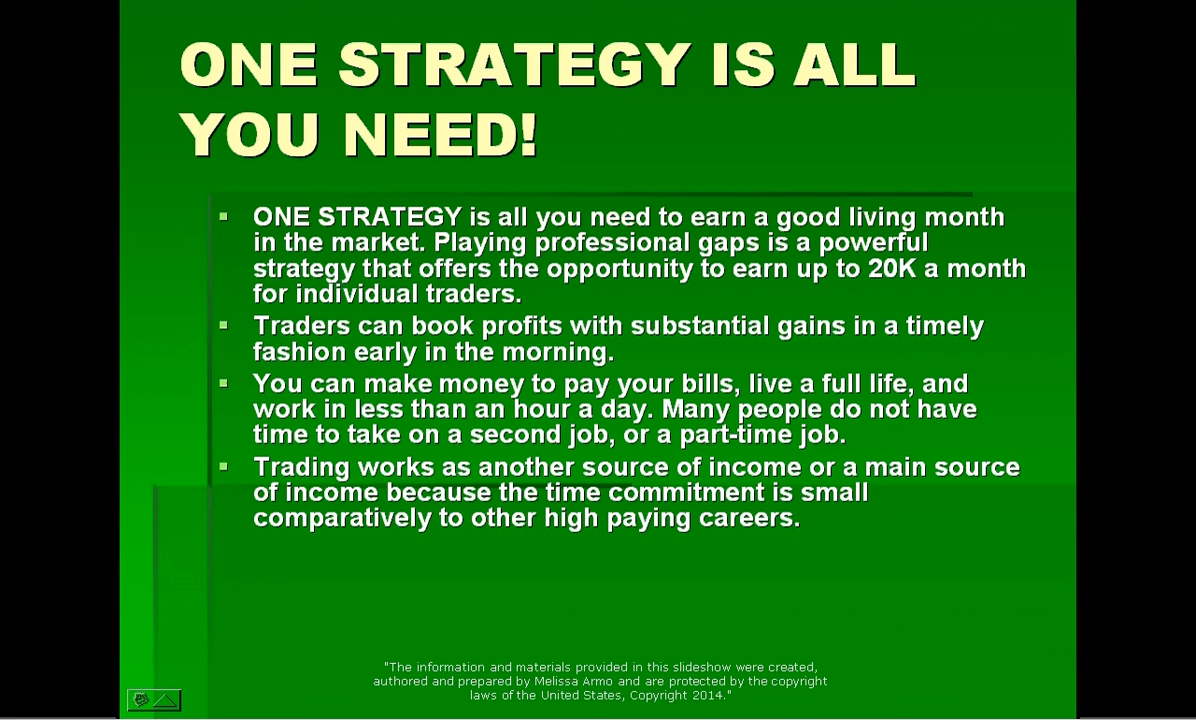 ONE STRATEGY IS ALL
YOU NEED!
▪ ONE STRATEGY is all you need to earn a good living month
in the market. Playing professional gaps is a powerful
strategy that offers the opportunity to earn up to 20K a month
for individual traders.
▪ Traders can book profits with substantial gains in a timely
fashion early in the morning.
▪ You can make money to pay your bills, live a full life, and
work in less than an hour a day. Many people do not have
time to take on a second job, or a part-time job.
▪ Trading works as another source of income or a main source
of income because the time commitment is small
comparatively to other high paying careers.
"The information and materials provided in this slideshow were created,
authored and prepared by Melissa Armo and are protected by the copyright
laws of the United States, Copyright 2014."